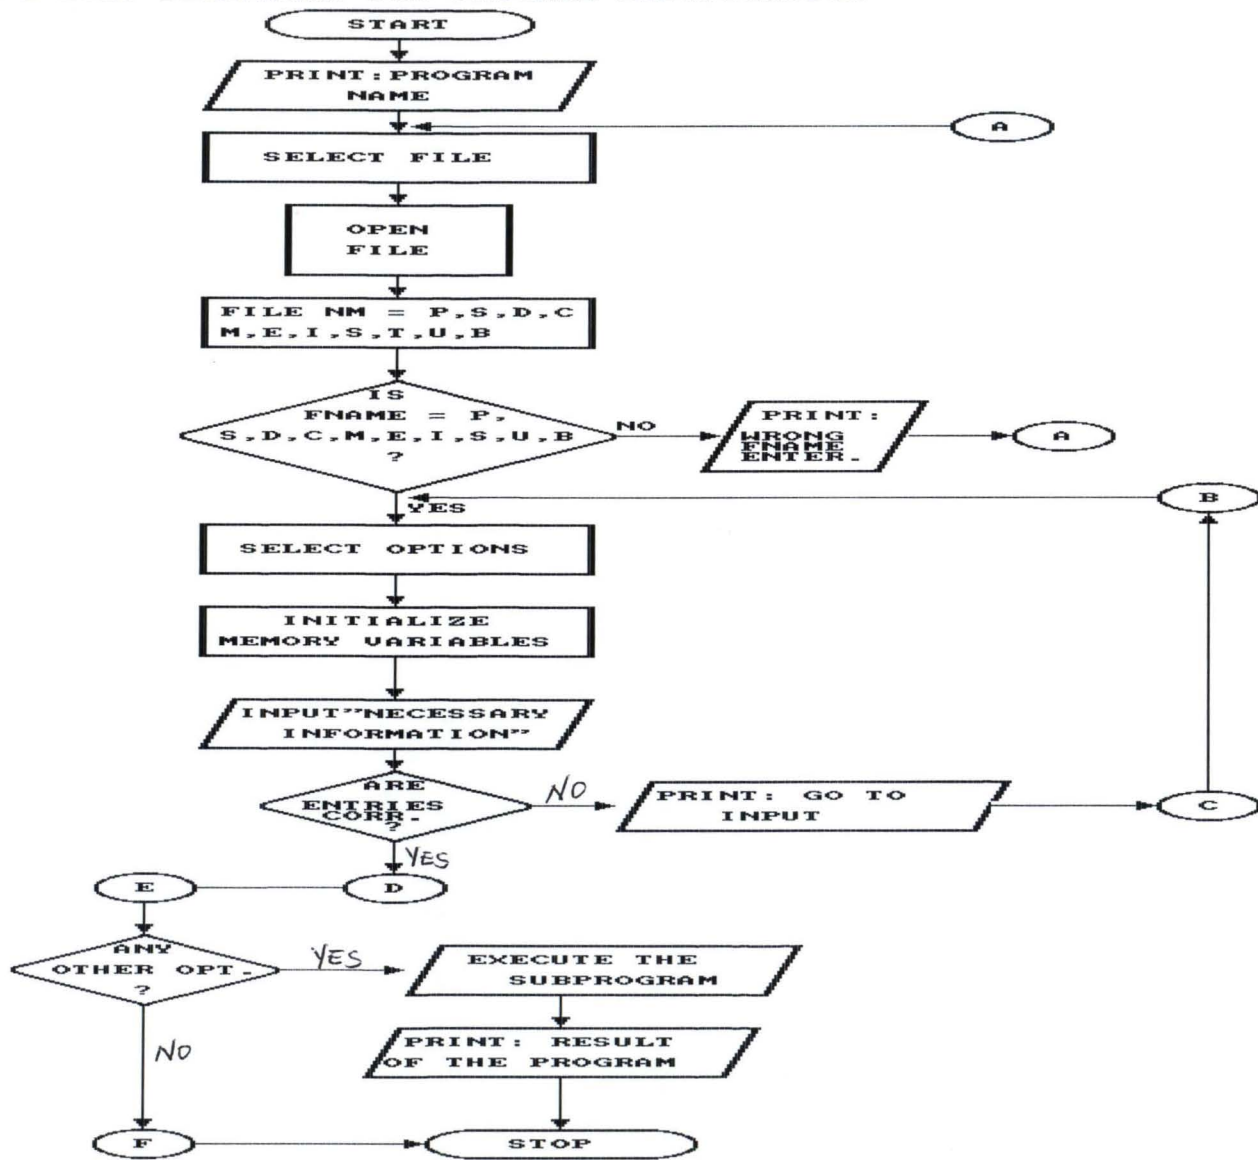 START
PRINT:PROGRAM
NAME
A
SELECT FILE
OPEN
FILE
FILE NM = P,S,D,C
M,E,I,S,T,U,B
IS
FNAME = P,
S,D,C,M,E,I,S,U,B
?
NO
PRINT:
WRONG
FNAME
ENTER.
A
B
YES
SELECT OPTIONS
INITIALIZE
MEMORY VARIABLES
INPUT"NECESSARY
INFORMATION"
ARE
ENTRIES
CORR.
?
NO
PRINT: GO TO
INPUT
C
YES
E
D
ANY
OTHER OPT.
?
YES
EXECUTE THE
SUBPROGRAM
NO
PRINT: RESULT
OF THE PROGRAM
F
STOP